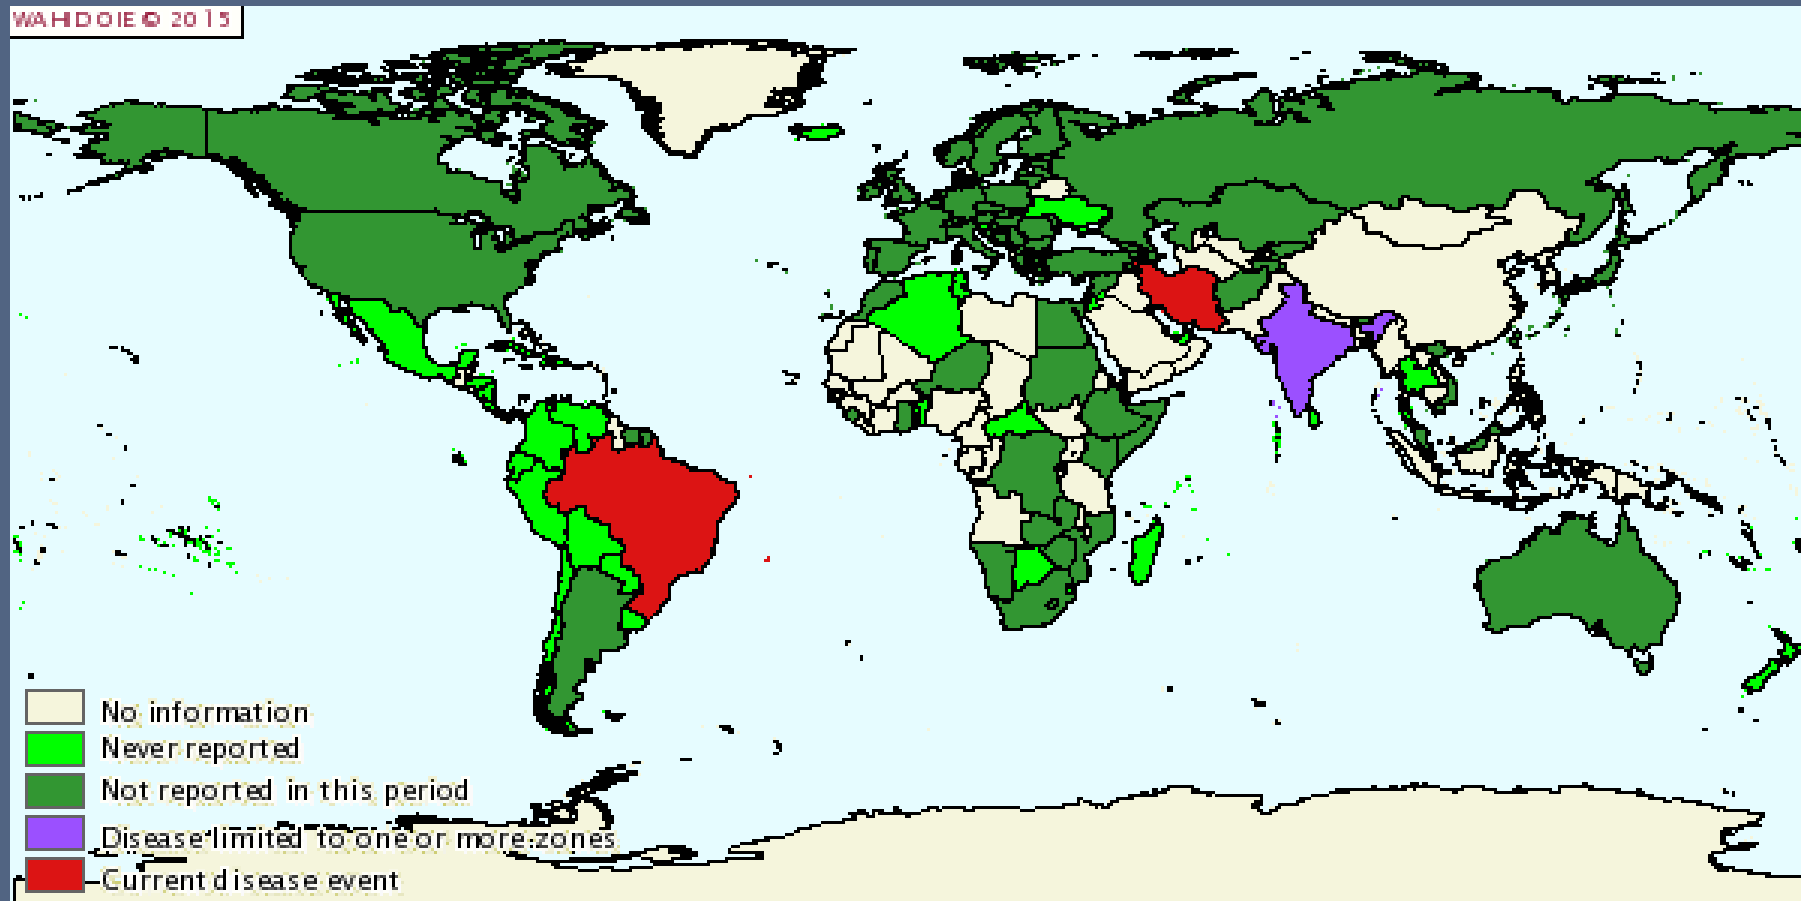 WAHID OIE © 2015
No information
Never reported
Not reported in this period
Disease limited to one or more zones
Current disease event